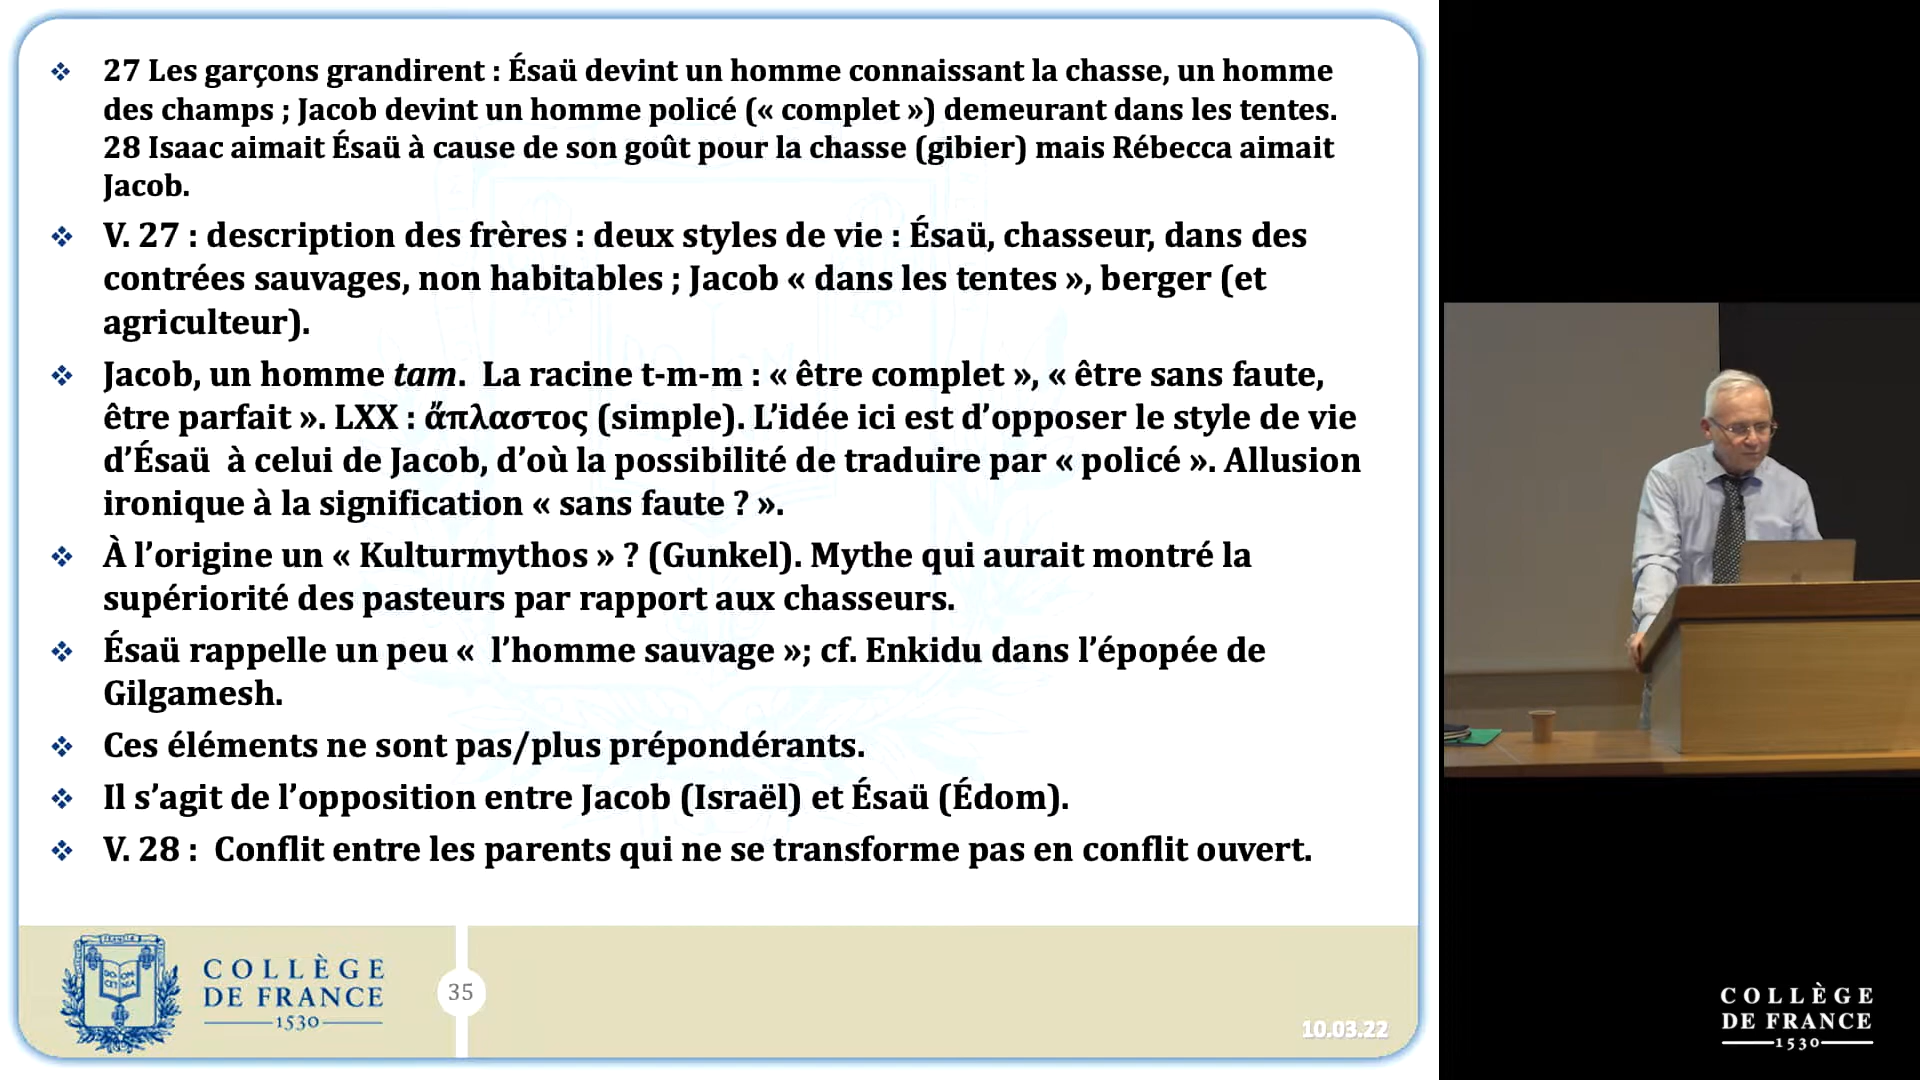 27 Les garçons grandirent : Ésaü devint un homme connaissant la chasse, un homme
des champs ; Jacob devint un homme policé (« complet ») demeurant dans les tentes.
28 Isaac aimait Ésaü à cause de son goût pour la chasse (gibier) mais Rébecca aimait
Jacob.
V. 27 : description des frères : deux styles de vie : Ésaü, chasseur, dans des
contrées sauvages, non habitables ; Jacob « dans les tentes », berger (et
agriculteur).
Jacob, un homme tam. La racine t-m-m : « être complet », « être sans faute,
être parfait ». LXX : ἄπλαστος (simple). L’idée ici est d’opposer le style de vie
d’Ésaü à celui de Jacob, d’où la possibilité de traduire par « policé ». Allusion
ironique à la signification « sans faute ? ».
À l’origine un « Kulturmythos » ? (Gunkel). Mythe qui aurait montré la
supériorité des pasteurs par rapport aux chasseurs.
Ésaü rappelle un peu « l’homme sauvage »; cf. Enkidu dans l’épopée de
Gilgamesh.
Ces éléments ne sont pas/plus prépondérants.
Il s’agit de l’opposition entre Jacob (Israël) et Ésaü (Édom).
V. 28 : Conflit entre les parents qui ne se transforme pas en conflit ouvert.
COLLÈGE
DE FRANCE
1530
35
10.03.22
COLLÈGE
DE FRANCE
1530